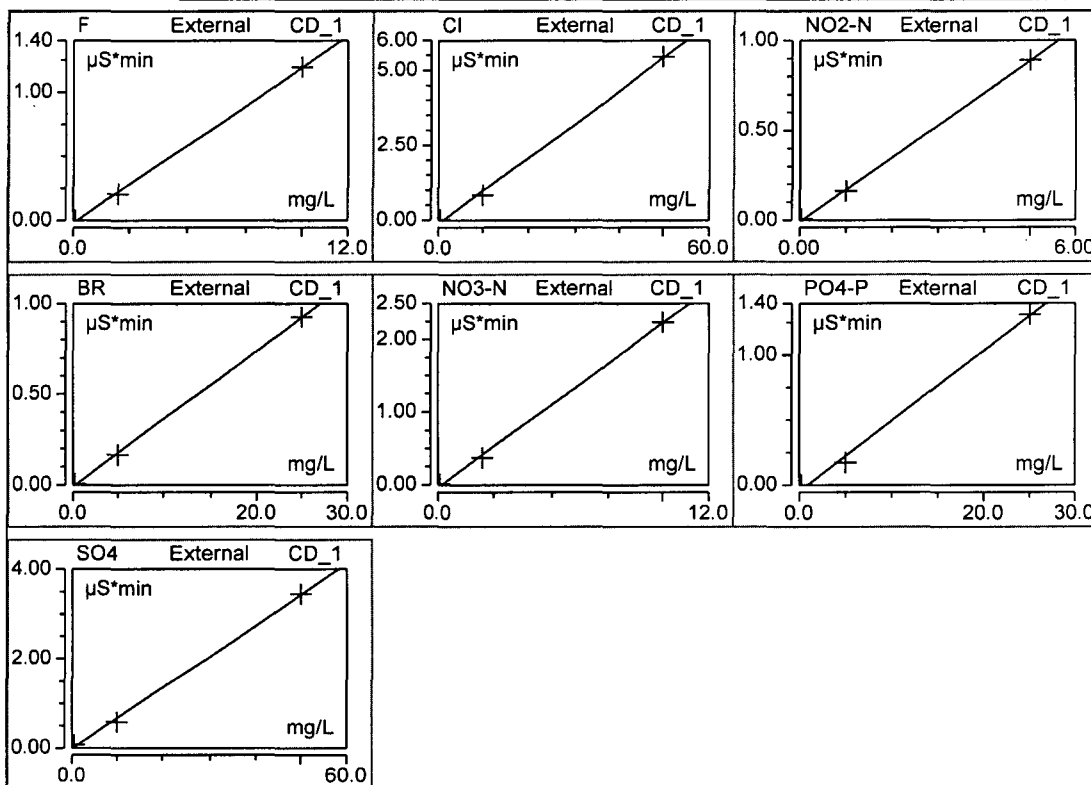 F External CD_1
1.40
µS*min
1.00
mg/L
0.00
0.0 12.0
Cl External CD_1
6.00
µS*min
5.00
2.50
mg/L
0.00
0.0 60.0
NO2-N External CD_1
1.00
µS*min
0.50
mg/L
0.00
0.00 6.00
BR External CD_1
1.00
µS*min
0.50
mg/L
0.00
0.0 20.0 30.0
NO3-N External CD_1
2.50
µS*min
2.00
1.00
mg/L
0.00
0.0 12.0
PO4-P External CD_1
1.40
µS*min
1.00
mg/L
0.00
0.0 20.0 30.0
SO4 External CD_1
4.00
µS*min
2.00
mg/L
0.00
0.0 60.0